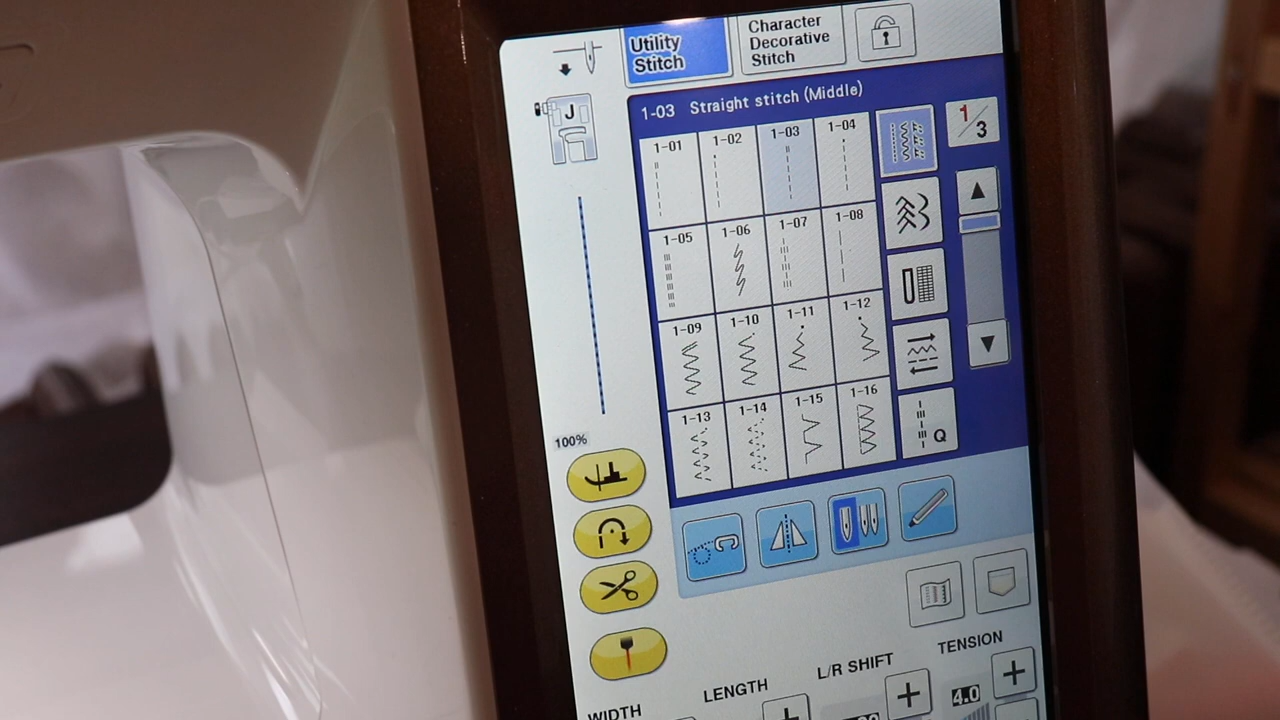 Utility
Stitch
Character
Decorative
Stitch
J
1-03 Straight stitch (Middle)
1/3
1-01 1-02 1-03 1-04
1-05 1-06 1-07 1-08
1-09 1-10 1-11 1-12
1-13 1-14 1-15 1-16
Q
100%
WIDTH LENGTH L/R SHIFT TENSION
+ + +
4.0